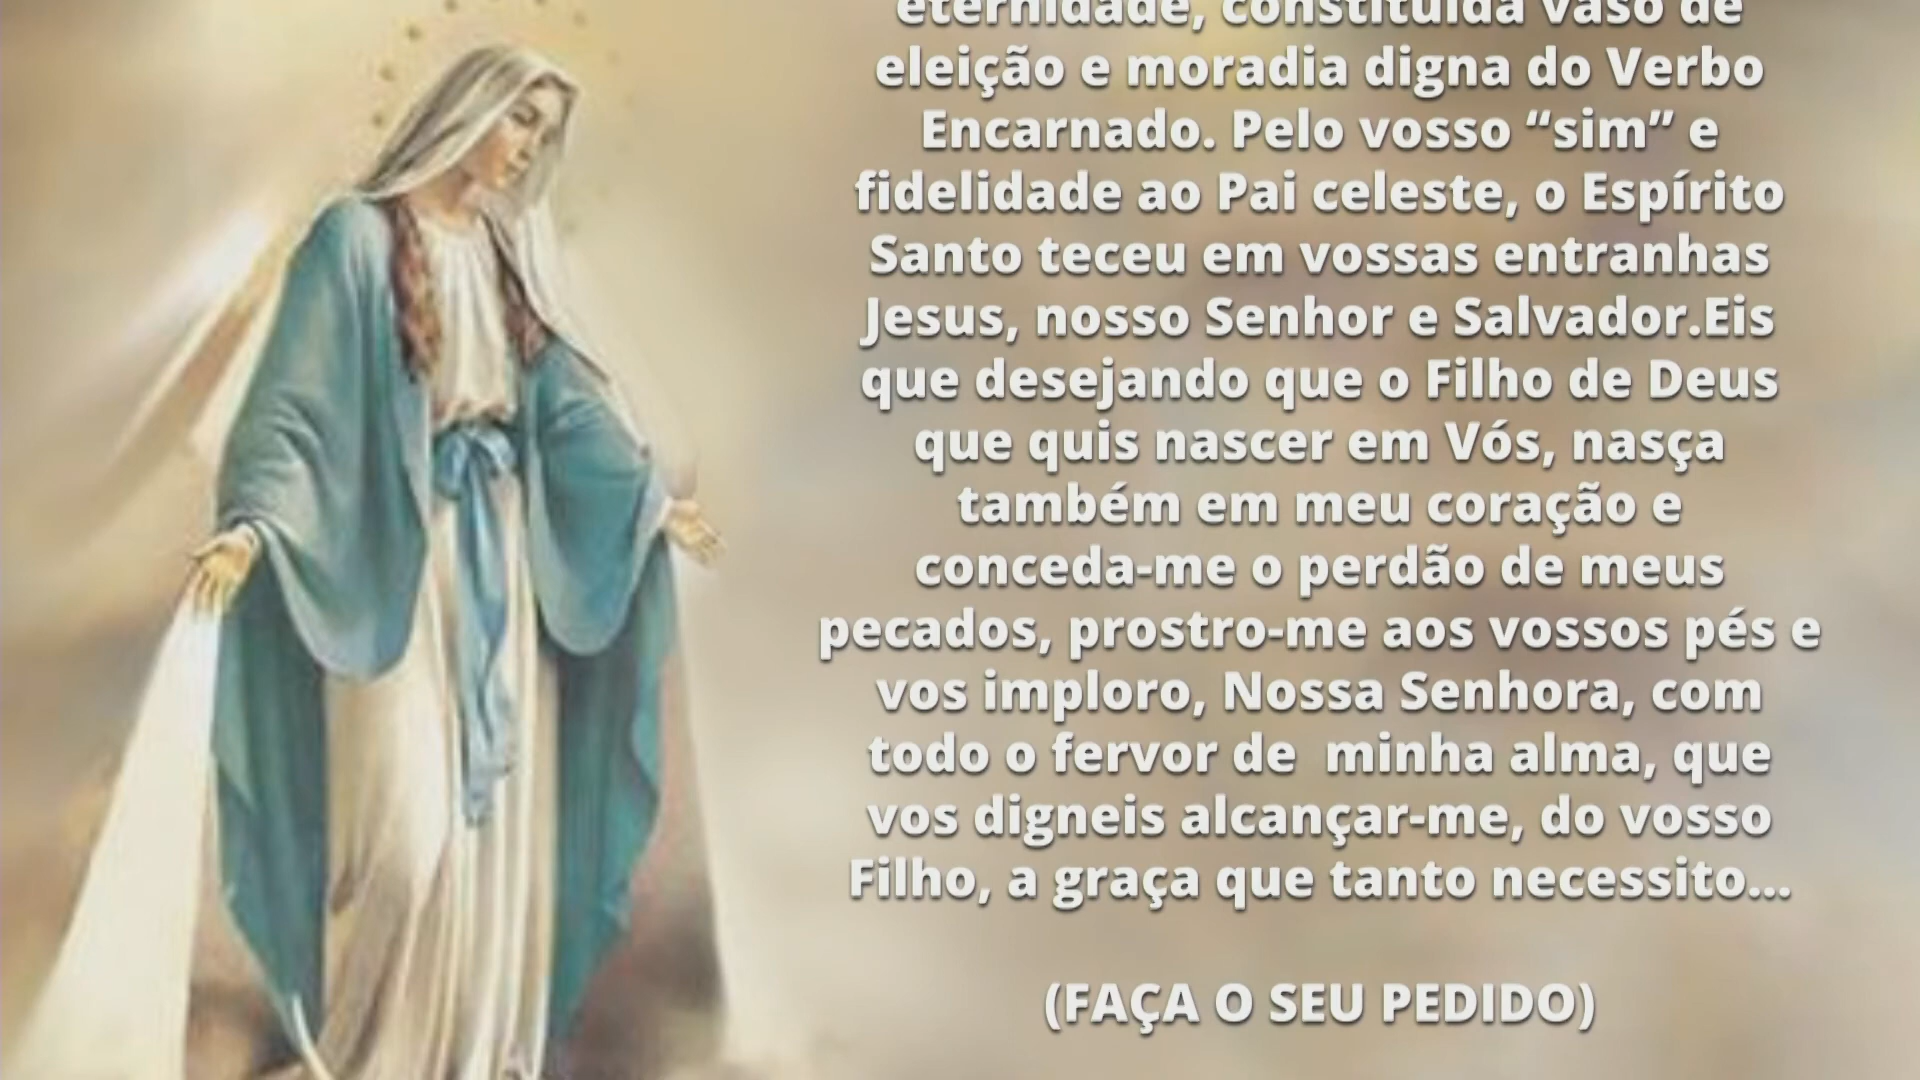 eternidade, constituída vaso de
eleição e moradia digna do Verbo
Encarnado. Pelo vosso “sim” e
fidelidade ao Pai celeste, o Espírito
Santo teceu em vossas entranhas
Jesus, nosso Senhor e Salvador.Eis
que desejando que o Filho de Deus
que quis nascer em Vós, nasça
também em meu coração e
conceda-me o perdão de meus
pecados, prostro-me aos vossos pés e
vos imploro, Nossa Senhora, com
todo o fervor de  minha alma, que
vos digneis alcançar-me, do vosso
Filho, a graça que tanto necessito...
(FAÇA O SEU PEDIDO)